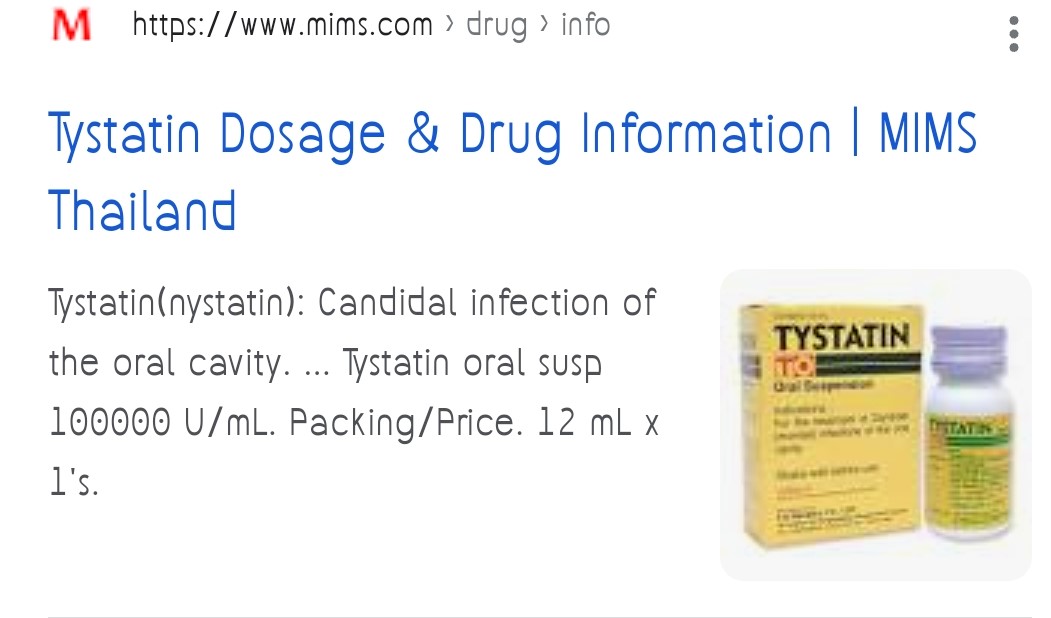 M https://www.mims.com › drug › info
Tystatin Dosage & Drug Information | MIMS
Thailand
Tystatin(nystatin): Candidal infection of
the oral cavity. ... Tystatin oral susp
100000 U/mL. Packing/Price. 12 mL x
1's.
TYSTATIN
TO
Oral Suspension
TYSTATIN